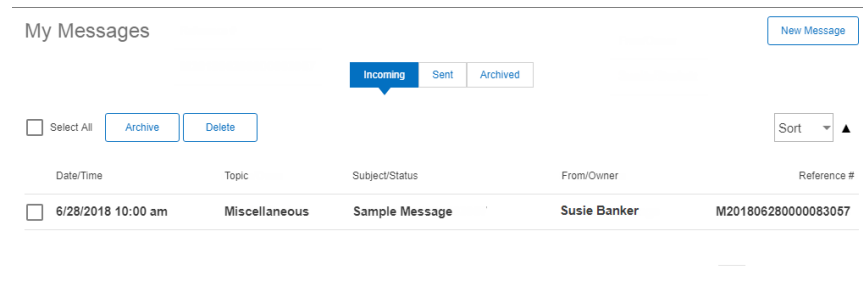 My Messages New Message
Incoming Sent Archived
Select All Archive Delete Sort
Date/Time Topic Subject/Status From/Owner Reference #
6/28/2018 10:00 am Miscellaneous Sample Message Susie Banker M201806280000083057